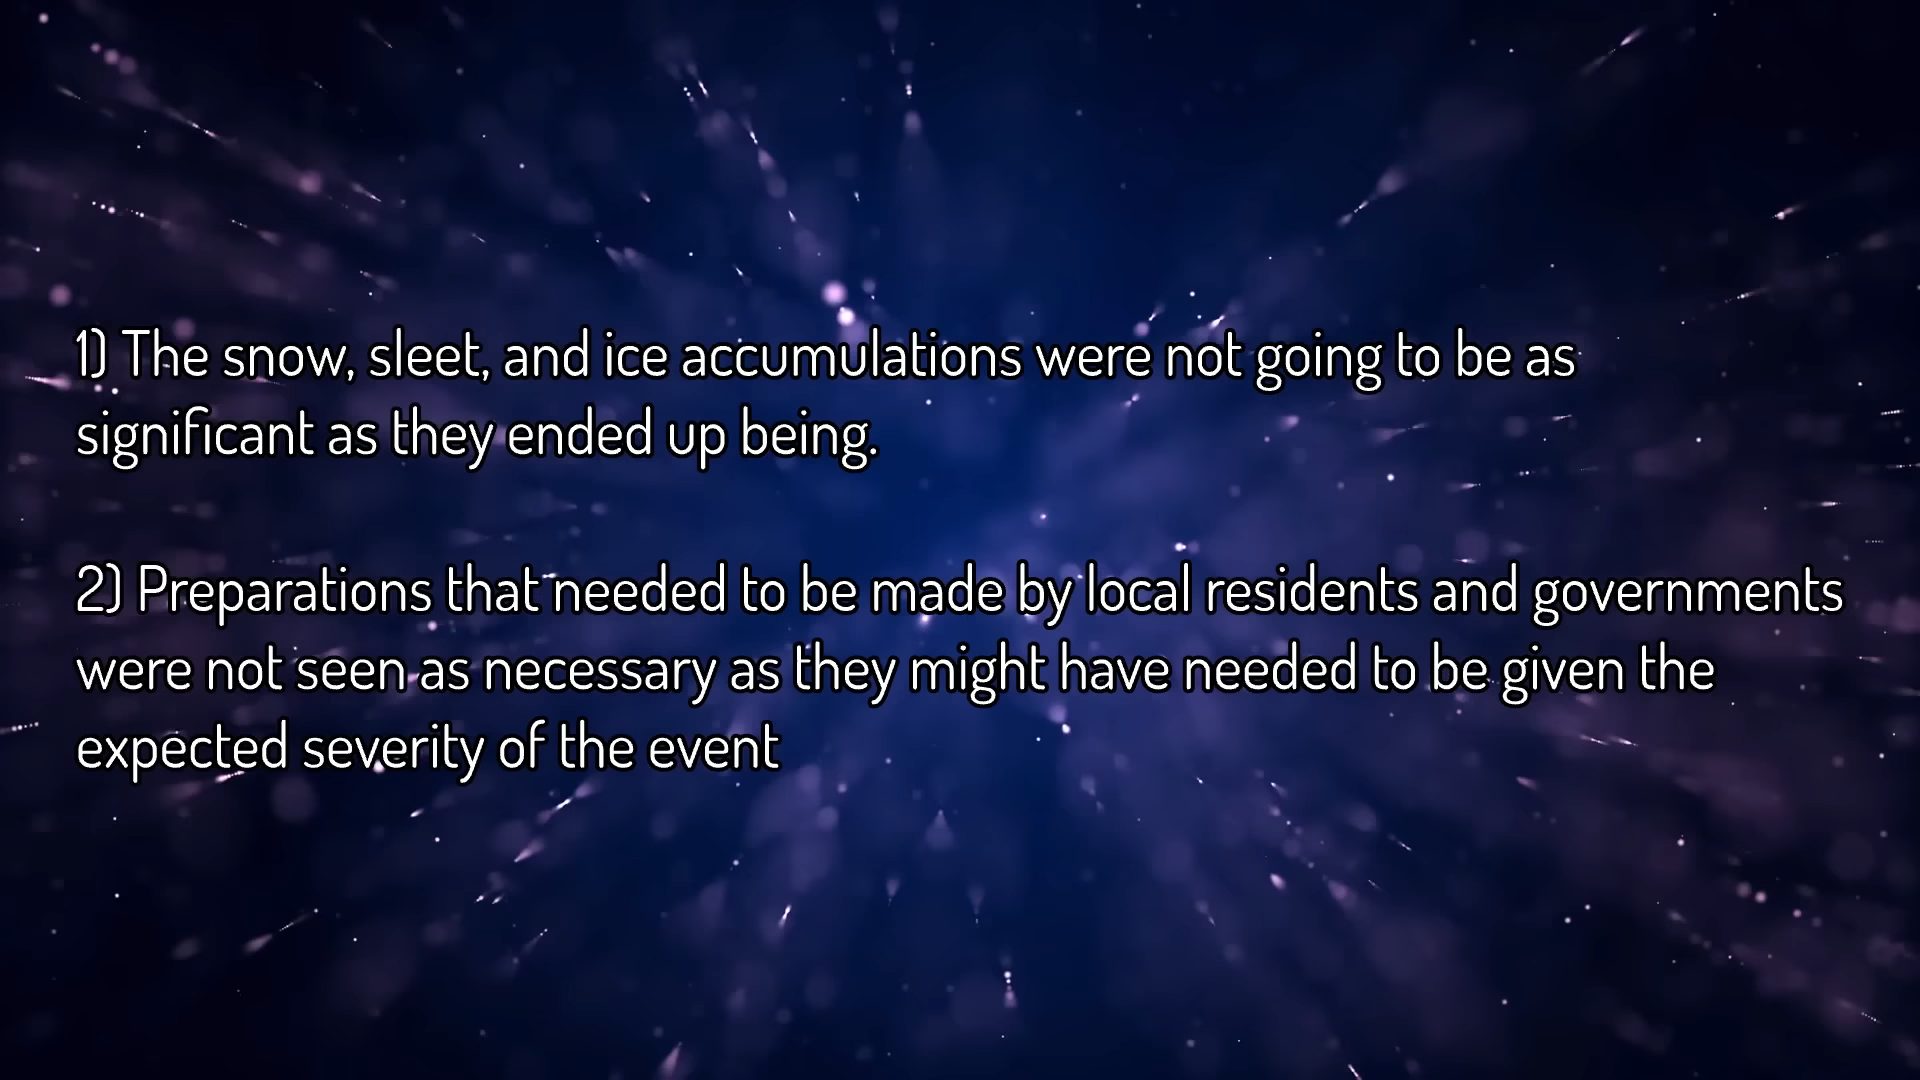 1) The snow, sleet, and ice accumulations were not going to be as
significant as they ended up being.
2) Preparations that needed to be made by local residents and governments
were not seen as necessary as they might have needed to be given the
expected severity of the event